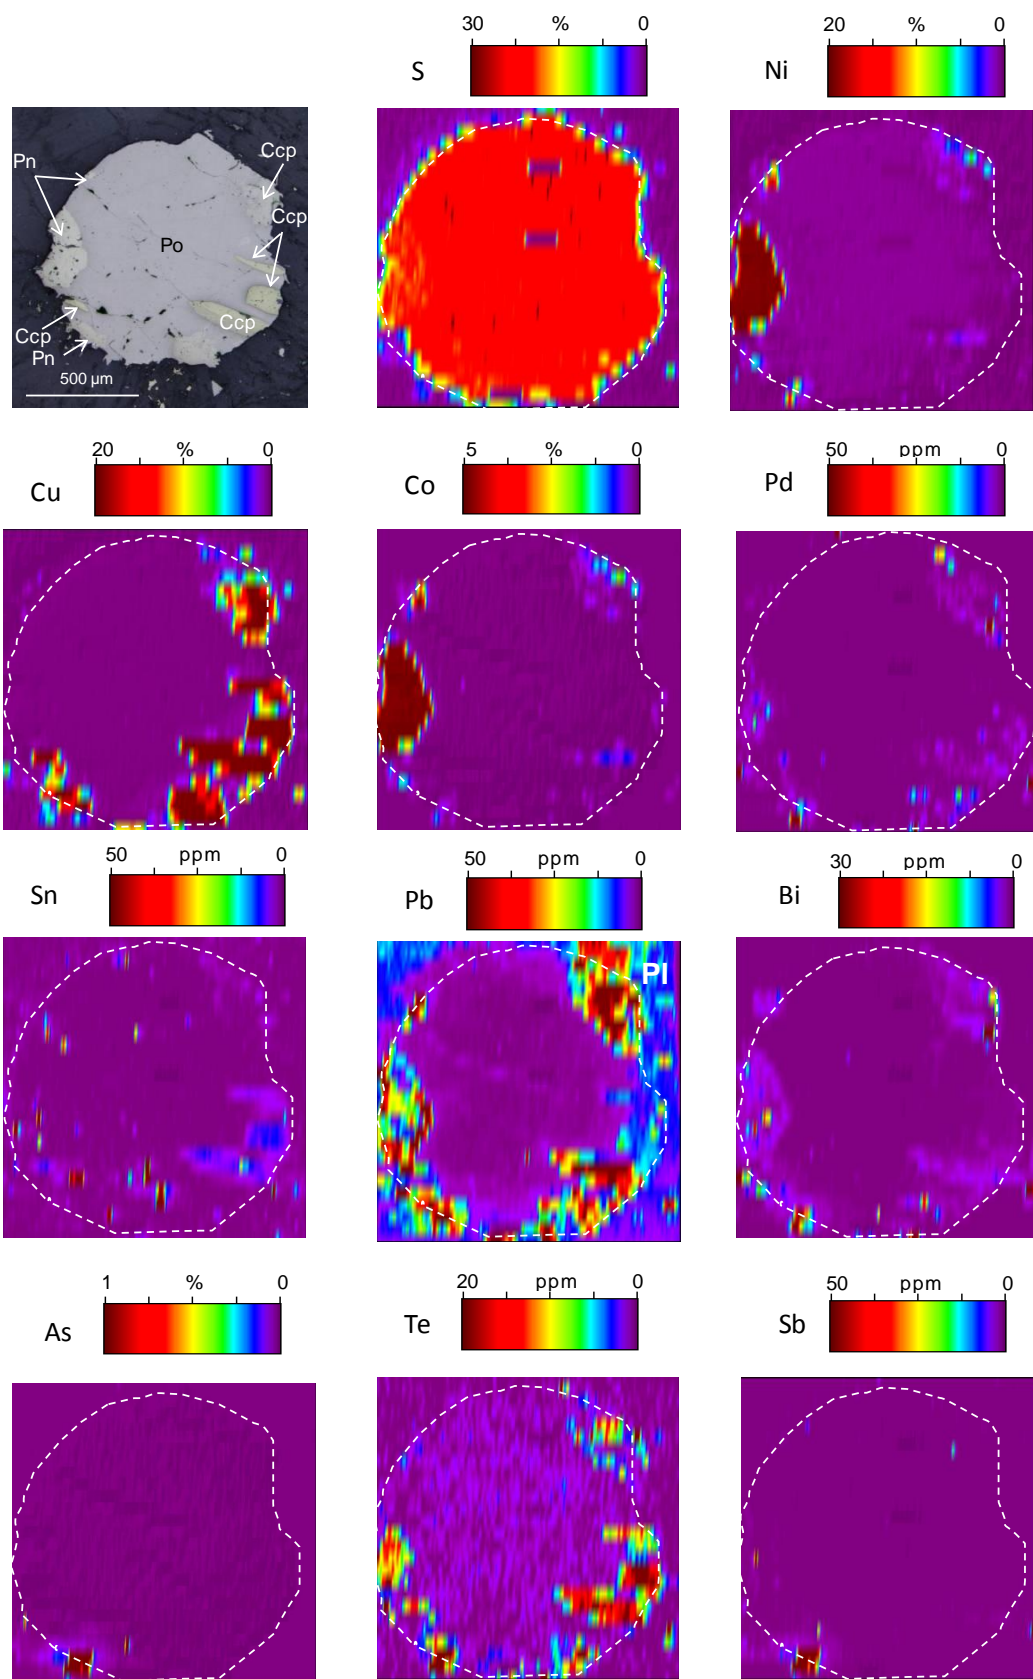 30 % 0
S
20 % 0
Ni
Pn
Ccp
Ccp
Po
Ccp
Ccp
Pn
500 µm
20 % 0
Cu
5 % 0
Co
50 ppm 0
Pd
50 ppm 0
Sn
50 ppm 0
Pb
30 ppm 0
Bi
Pl
1 % 0
As
20 ppm 0
Te
50 ppm 0
Sb